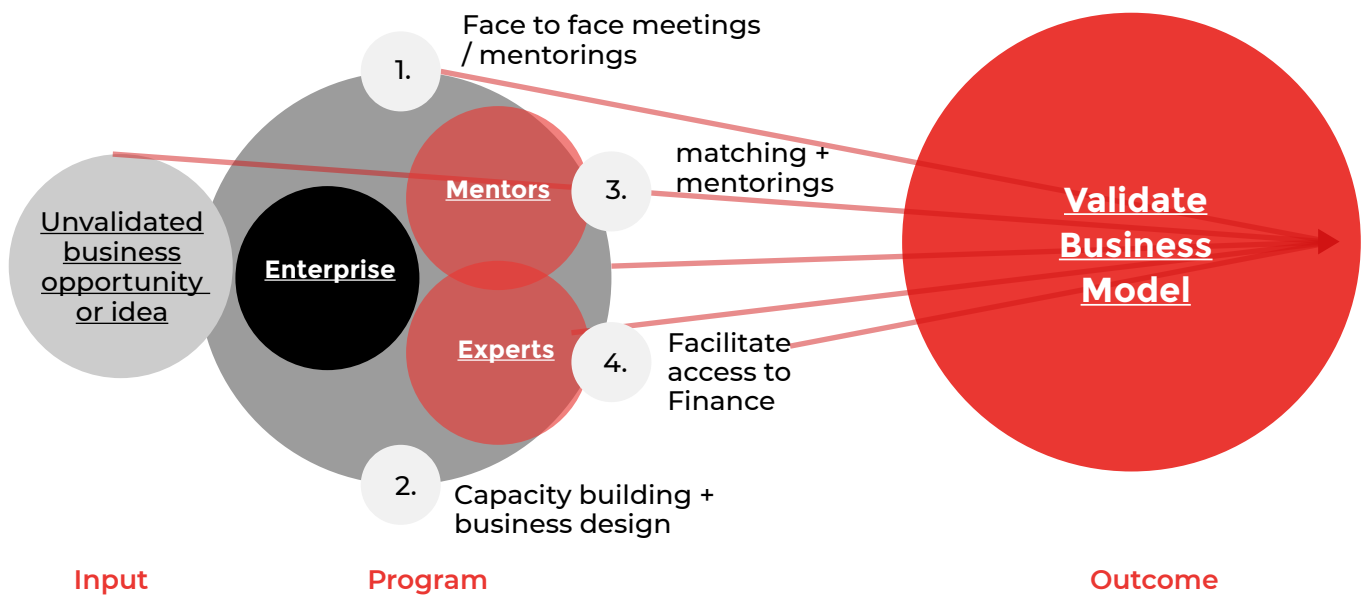 Face to face meetings
/ mentorings
1.
matching +
mentorings
3.
Mentors
Unvalidated
business
opportunity
or idea
Enterprise
Validate
Business
Model
Experts
4.
Facilitate
access to
Finance
2.
Capacity building +
business design
Input
Program
Outcome